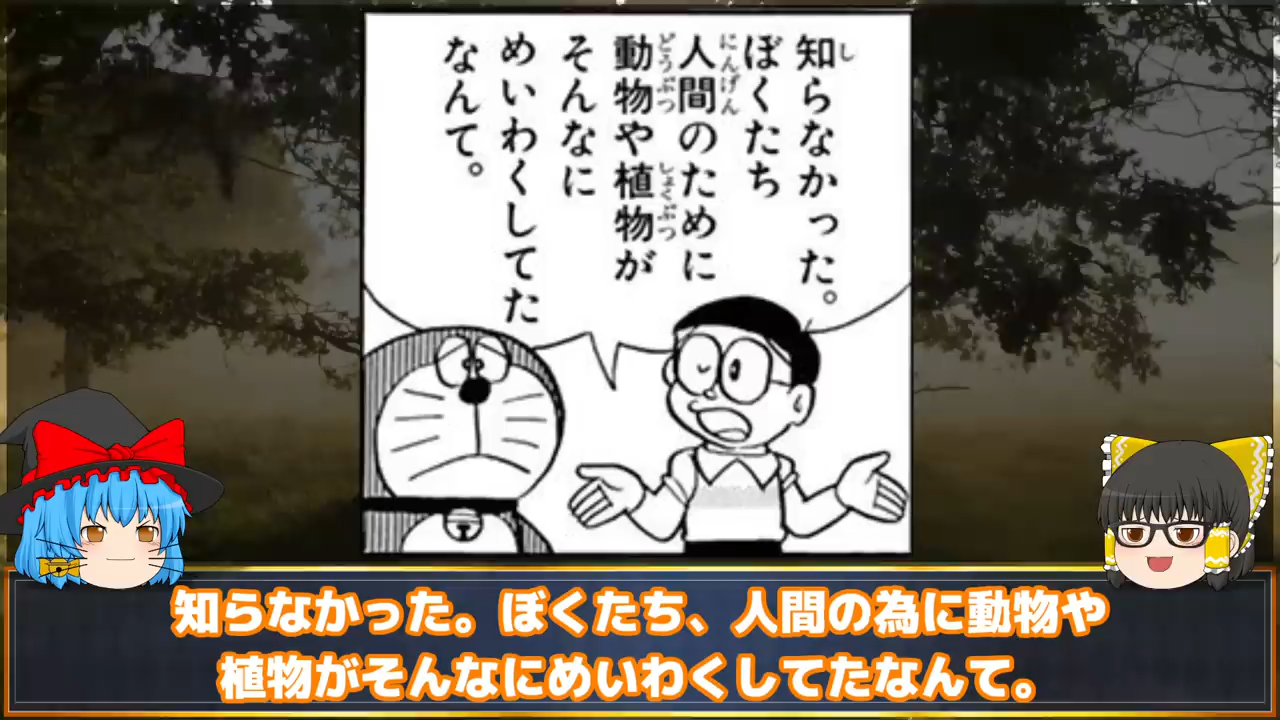 知らなかった。
ぼくたち
人間のために
動物や植物が
そんなに
めいわくしてた
なんて。
知らなかった。ぼくたち、人間の為に動物や
植物がそんなにめいわくしてたなんて。